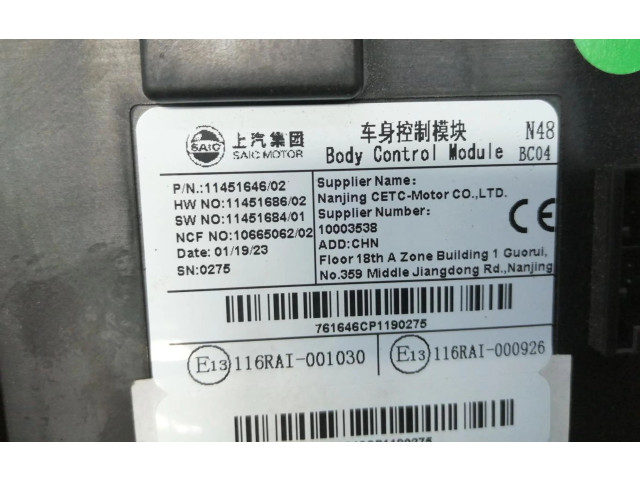 SAIC
上汽集团
SAIC MOTOR
车身控制模块
Body Control Module
N48
BC04
P/N.:11451646/02
HW NO:11451686/02
SW NO:11451684/01
NCF NO:10665062/02
Date: 01/19/23
SN:0275
Supplier Name:
Nanjing CETC-Motor CO.,LTD.
Supplier Number:
10003538
ADD:CHN
Floor 18th A Zone Building 1 Guorui,
No.359 Middle Jiangdong Rd.,Nanjing
CE
761646CP1190275
E13 116RAI-001030
E13 116RAI-000926